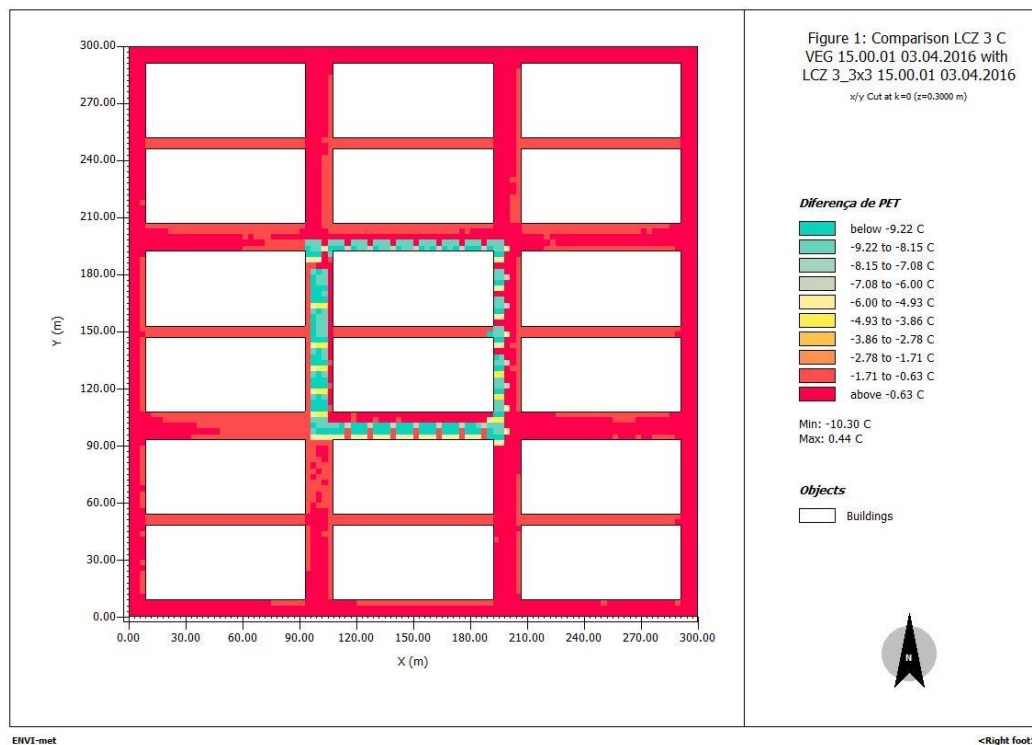 Figure 1: Comparison LCZ 3 C
VEG 15.00.01 03.04.2016 with
LCZ 3_3x3 15.00.01 03.04.2016
x/y Cut at k=0 (z=0.3000 m)
300.00
270.00
240.00
210.00
180.00
150.00
120.00
90.00
60.00
30.00
0.00
Y (m)
0.00 30.00 60.00 90.00 120.00 150.00 180.00 210.00 240.00 270.00 300.00
X (m)
Diferença de PET
below -9.22 C
-9.22 to -8.15 C
-8.15 to -7.08 C
-7.08 to -6.00 C
-6.00 to -4.93 C
-4.93 to -3.86 C
-3.86 to -2.78 C
-2.78 to -1.71 C
-1.71 to -0.63 C
above -0.63 C
Min: -10.30 C
Max: 0.44 C
Objects
Buildings
N
ENVI-met
<Right foot: